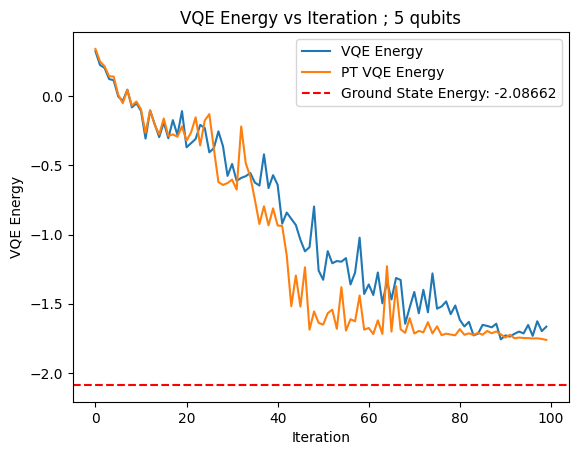 VQE Energy vs Iteration ; 5 qubits
VQE Energy
PT VQE Energy
Ground State Energy: -2.08662
VQE Energy
0.0
−0.5
−1.0
−1.5
−2.0
0 20 40 60 80 100
Iteration